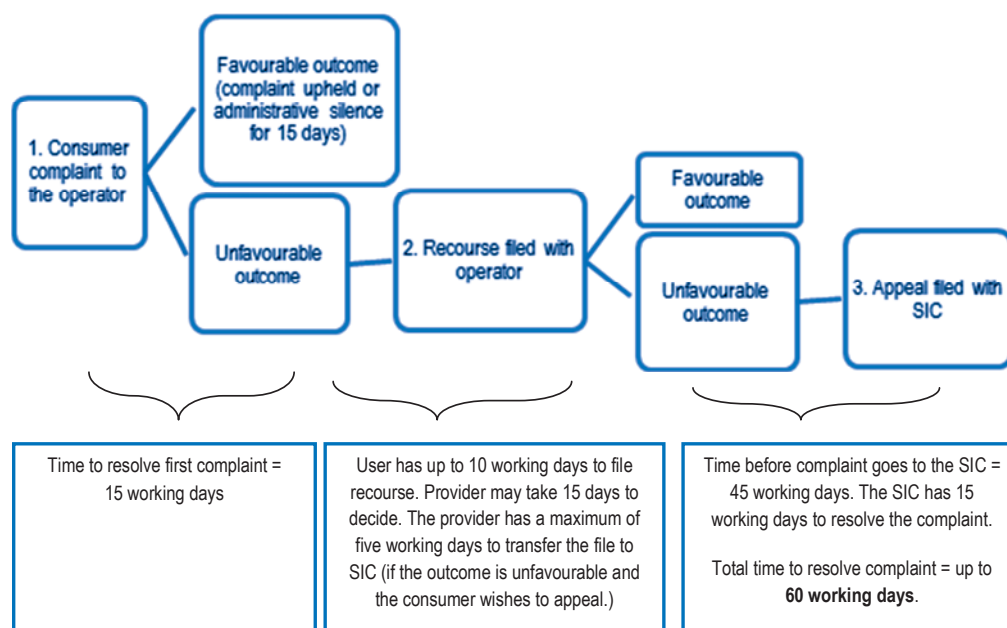 Favourable outcome
(complaint upheld or
administrative silence
for 15 days)
1. Consumer
complaint to
the operator
Unfavourable
outcome
2. Recourse filed with
operator
Favourable
outcome
Unfavourable
outcome
3. Appeal filed with
SIC
Time to resolve first complaint =
15 working days
User has up to 10 working days to file
recourse. Provider may take 15 days to
decide. The provider has a maximum of
five working days to transfer the file to
SIC (if the outcome is unfavourable and
the consumer wishes to appeal.)
Time before complaint goes to the SIC =
45 working days. The SIC has 15
working days to resolve the complaint.
Total time to resolve complaint = up to
60 working days.